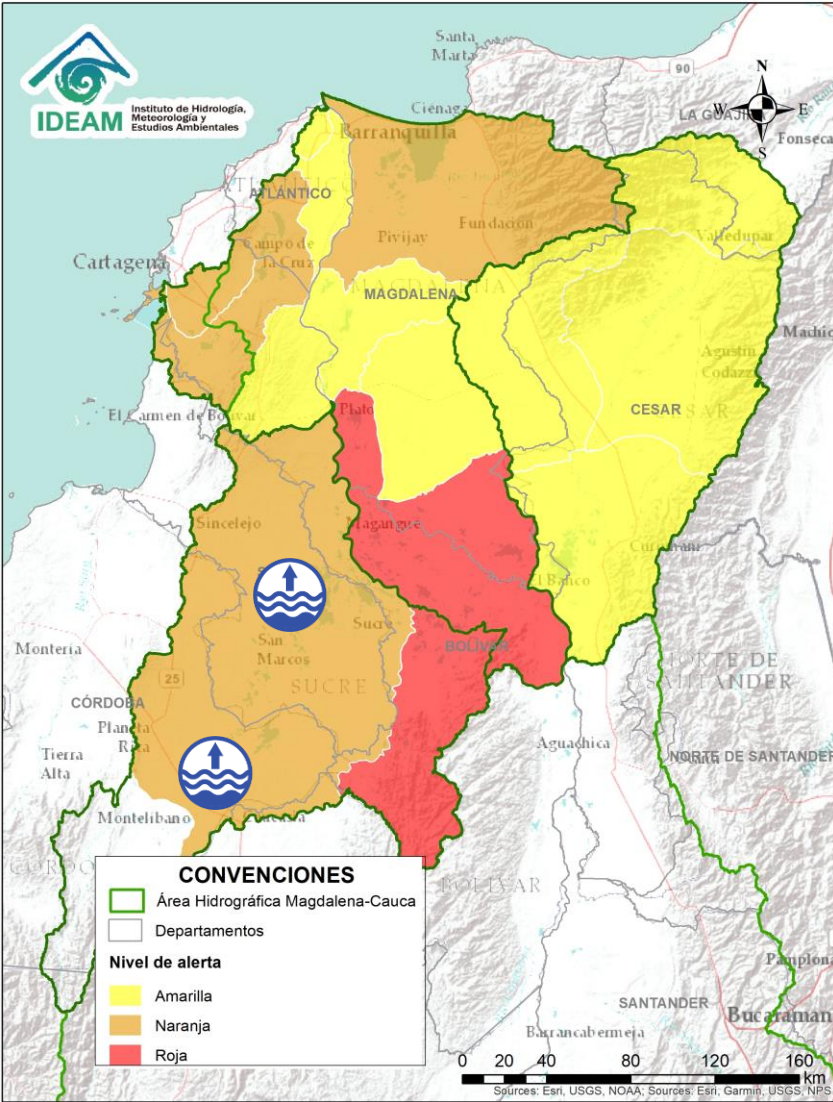 IDEAM
Instituto de Hidrología,
Meteorología y
Estudios Ambientales
Santa
Marta
90
N
W
E
S
LA GUAJIR
Ciénaga
Barranquilla
Fonseca
ATLÁNTICO
Campo de
la Cruz
Pivijay
Fundación
Valledupar
Cartagena
MAGDALENA
Agustín
Codazzi
CESAR
El Carmen de Bolívar
Plato
Sincelejo
Magangué
El Banco
Sucre
San
Marcos
BOLÍVAR
Montería
25
SUCRE
NORTE DE
SANTANDER
CÓRDOBA
Planeta
Rica
Tierra
Alta
Aguachica
NORTE DE SANTANDER
Montelíbano
CONVENCIONES
Área Hidrográfica Magdalena-Cauca
Departamentos
Nivel de alerta
Amarilla
Naranja
Roja
BOLÍVAR
Pamplona
SANTANDER
Bucaraman
Barrancabermeja
0 20 40 80 120 160
km
Sources: Esri, USGS, NOAA; Sources: Esri, Garmin, USGS, NPS